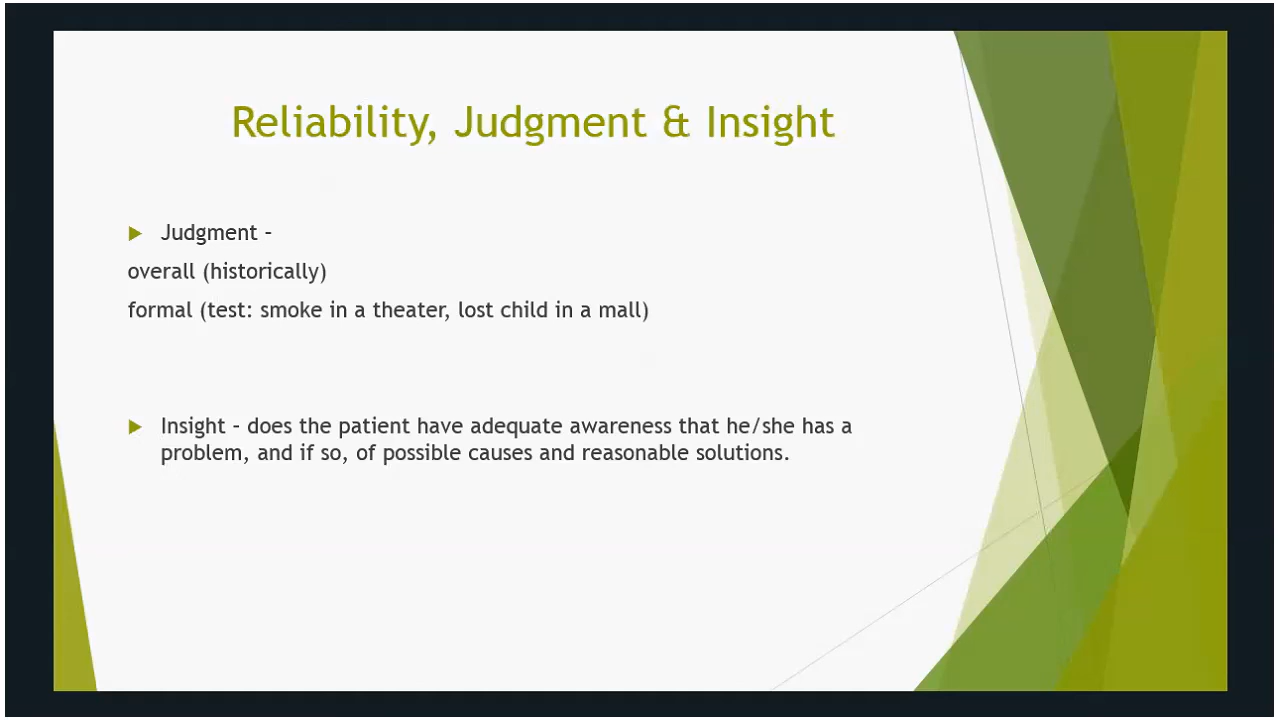 Reliability, Judgment & Insight
Judgment –
overall (historically)
formal (test: smoke in a theater, lost child in a mall)
Insight – does the patient have adequate awareness that he/she has a
problem, and if so, of possible causes and reasonable solutions.